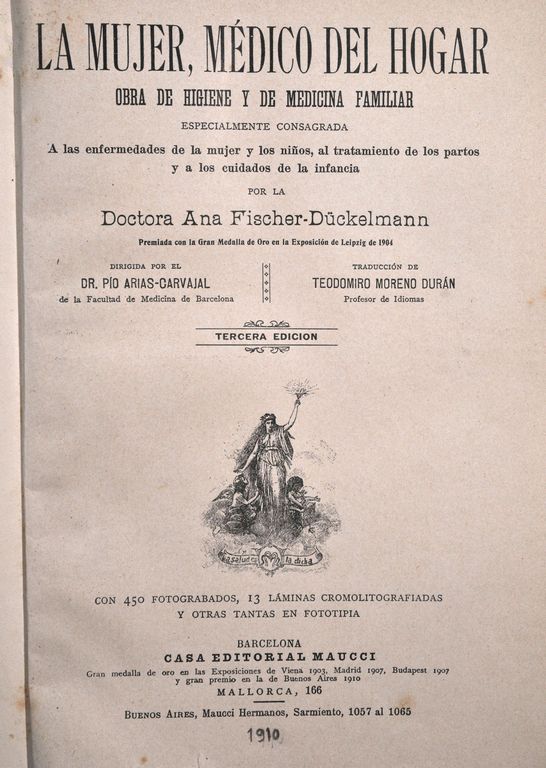 LA MUJER, MÉDICO DEL HOGAR
OBRA DE HIGIENE Y DE MEDICINA FAMILIAR
ESPECIALMENTE CONSAGRADA
A las enfermedades de la mujer y los niños, al tratamiento de los partos
y a los cuidados de la infancia
POR LA
Doctora Ana Fischer-Dückelmann
Premiada con la Gran Medalla de Oro en la Exposición de Leipzig de 1904
DIRIGIDA POR EL
DR. PÍO ARIAS-CARVAJAL
de la Facultad de Medicina de Barcelona
TRADUCCIÓN DE
TEODOMIRO MORENO DURÁN
Profesor de Idiomas
TERCERA EDICION
la salud es la dicha
CON 450 FOTOGRABADOS, 13 LÁMINAS CROMOLITOGRAFIADAS
Y OTRAS TANTAS EN FOTOTIPIA
BARCELONA
CASA EDITORIAL MAUCCI
Gran medalla de oro en las Exposiciones de Viena 1903, Madrid 1907, Budapest 1907
y gran premio en la de Buenos Aires 1910
MALLORCA, 166
BUENOS AIRES, Maucci Hermanos, Sarmiento, 1057 al 1065
1910